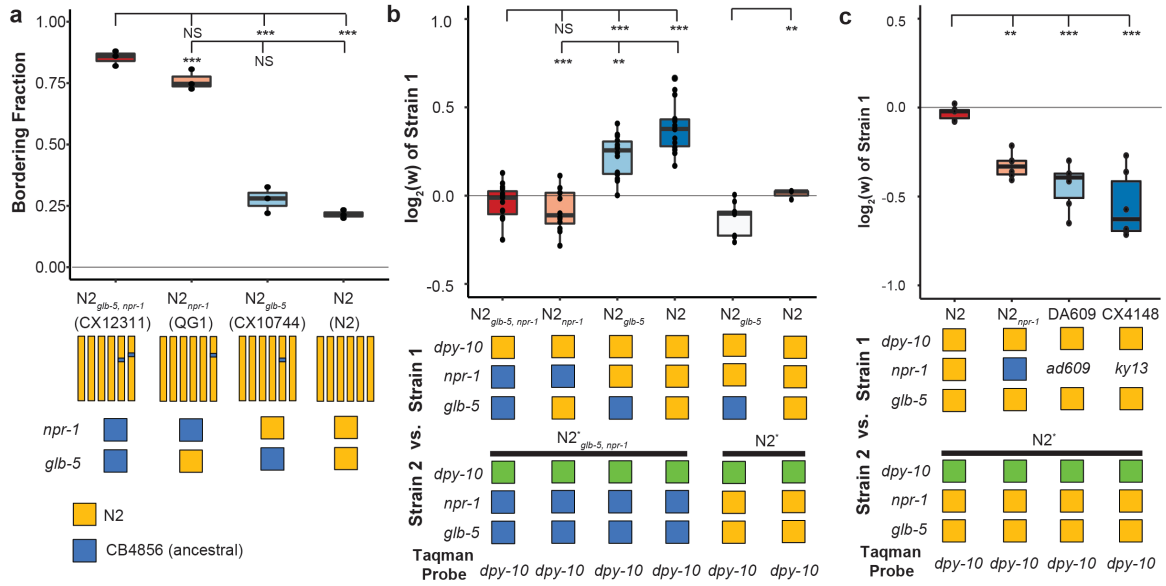 a
Bordering Fraction
1.00
0.75
0.50
0.25
0.00
NS
***
***
***
NS
N2glb-5, npr-1
(CX12311)
N2npr-1
(QG1)
N2glb-5
(CX10744)
N2
(N2)
npr-1
glb-5
N2
CB4856 (ancestral)
b
log2(w) of Strain 1
1.0
0.5
0.0
-0.5
NS
***
***
**
***
**
***
N2glb-5, npr-1
N2npr-1
N2glb-5
N2
N2glb-5
N2
Strain 2 vs. Strain 1
dpy-10
npr-1
glb-5
N2*glb-5, npr-1
N2*
dpy-10
npr-1
glb-5
Taqman
Probe
dpy-10 dpy-10 dpy-10 dpy-10 dpy-10 dpy-10
c
log2(w) of Strain 1
0.5
0.0
-0.5
-1.0
**
***
***
N2
N2npr-1
DA609
CX4148
Strain 2 vs. Strain 1
dpy-10
npr-1
ad609
ky13
glb-5
N2*
dpy-10
npr-1
glb-5
Taqman
Probe
dpy-10 dpy-10 dpy-10 dpy-10